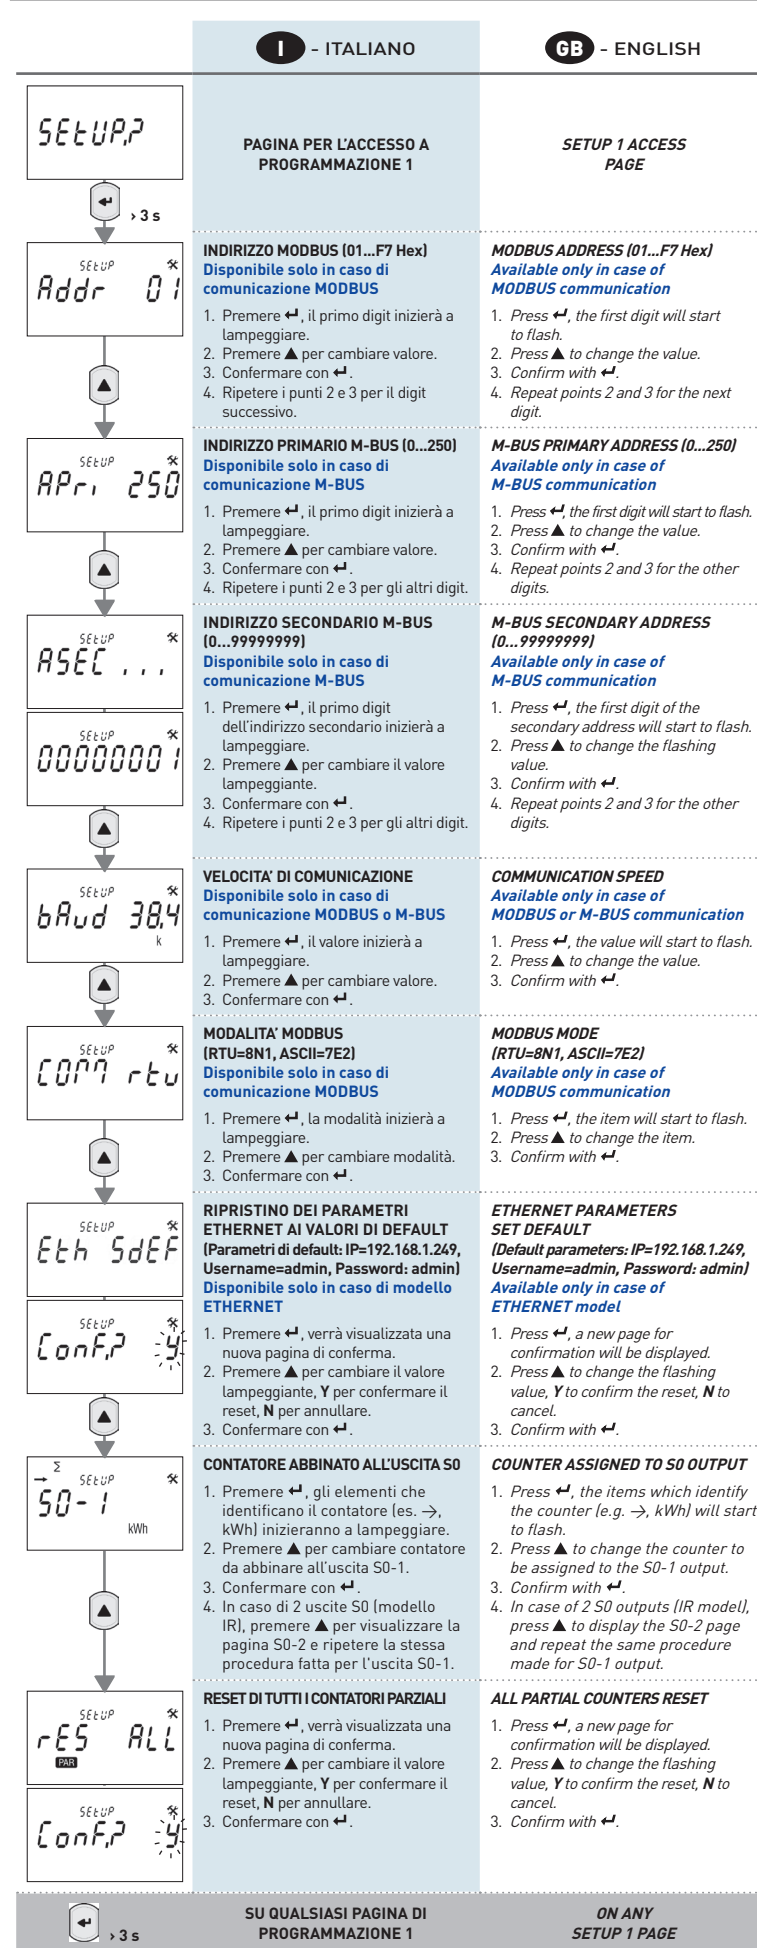 I - ITALIANO
GB - ENGLISH
SEtUP.?
› 3 s
PAGINA PER L'ACCESSO A
PROGRAMMAZIONE 1
SETUP 1 ACCESS
PAGE
SEtUP
Addr 01
INDIRIZZO MODBUS (01...F7 Hex)
Disponibile solo in caso di
comunicazione MODBUS
1. Premere ↵, il primo digit inizierà a
lampeggiare.
2. Premere ▲ per cambiare valore.
3. Confermare con ↵.
4. Ripetere i punti 2 e 3 per il digit
successivo.
MODBUS ADDRESS (01...F7 Hex)
Available only in case of
MODBUS communication
1. Press ↵, the first digit will start
to flash.
2. Press ▲ to change the value.
3. Confirm with ↵.
4. Repeat points 2 and 3 for the next
digit.
SEtUP
APri 250
INDIRIZZO PRIMARIO M-BUS (0...250)
Disponibile solo in caso di
comunicazione M-BUS
1. Premere ↵, il primo digit inizierà a
lampeggiare.
2. Premere ▲ per cambiare valore.
3. Confermare con ↵.
4. Ripetere i punti 2 e 3 per gli altri digit.
M-BUS PRIMARY ADDRESS (0...250)
Available only in case of
M-BUS communication
1. Press ↵, the first digit will start to flash.
2. Press ▲ to change the value.
3. Confirm with ↵.
4. Repeat points 2 and 3 for the other
digits.
SEtUP
ASEC ...
SEtUP
00000001
INDIRIZZO SECONDARIO M-BUS
(0...99999999)
Disponibile solo in caso di
comunicazione M-BUS
1. Premere ↵, il primo digit
dell'indirizzo secondario inizierà a
lampeggiare.
2. Premere ▲ per cambiare il valore
lampeggiante.
3. Confermare con ↵.
4. Ripetere i punti 2 e 3 per gli altri digit.
M-BUS SECONDARY ADDRESS
(0...99999999)
Available only in case of
M-BUS communication
1. Press ↵, the first digit of the
secondary address will start to flash.
2. Press ▲ to change the flashing
value.
3. Confirm with ↵.
4. Repeat points 2 and 3 for the other
digits.
SEtUP
bAud 38.4
k
VELOCITA' DI COMUNICAZIONE
Disponibile solo in caso di
comunicazione MODBUS o M-BUS
1. Premere ↵, il valore inizierà a
lampeggiare.
2. Premere ▲ per cambiare valore.
3. Confermare con ↵.
COMMUNICATION SPEED
Available only in case of
MODBUS or M-BUS communication
1. Press ↵, the value will start to flash.
2. Press ▲ to change the value.
3. Confirm with ↵.
SEtUP
COM rtu
MODALITA' MODBUS
(RTU=8N1, ASCII=7E2)
Disponibile solo in caso di
comunicazione MODBUS
1. Premere ↵, la modalità inizierà a
lampeggiare.
2. Premere ▲ per cambiare modalità.
3. Confermare con ↵.
MODBUS MODE
(RTU=8N1, ASCII=7E2)
Available only in case of
MODBUS communication
1. Press ↵, the item will start to flash.
2. Press ▲ to change the item.
3. Confirm with ↵.
SEtUP
Eth SdEF
SEtUP
ConF.? Y
RIPRISTINO DEI PARAMETRI
ETHERNET AI VALORI DI DEFAULT
(Parametri di default: IP=192.168.1.249,
Username=admin, Password: admin)
Disponibile solo in caso di modello
ETHERNET
1. Premere ↵, verrà visualizzata una
nuova pagina di conferma.
2. Premere ▲ per cambiare il valore
lampeggiante, Y per confermare il
reset, N per annullare.
3. Confermare con ↵.
ETHERNET PARAMETERS
SET DEFAULT
(Default parameters: IP=192.168.1.249,
Username=admin, Password: admin)
Available only in case of
ETHERNET model
1. Press ↵, a new page for
confirmation will be displayed.
2. Press ▲ to change the flashing
value, Y to confirm the reset, N to
cancel.
3. Confirm with ↵.
→ Σ SEtUP
S0-1
kWh
CONTATORE ABBINATO ALL'USCITA S0
1. Premere ↵, gli elementi che
identificano il contatore (es. →,
kWh) inizieranno a lampeggiare.
2. Premere ▲ per cambiare contatore
da abbinare all'uscita S0-1.
3. Confermare con ↵.
4. In caso di 2 uscite S0 (modello
IR), premere ▲ per visualizzare la
pagina S0-2 e ripetere la stessa
procedura fatta per l'uscita S0-1.
COUNTER ASSIGNED TO S0 OUTPUT
1. Press ↵, the items which identify
the counter (e.g. →, kWh) will start
to flash.
2. Press ▲ to change the counter to
be assigned to the S0-1 output.
3. Confirm with ↵.
4. In case of 2 S0 outputs (IR model),
press ▲ to display the S0-2 page
and repeat the same procedure
made for S0-1 output.
SEtUP
rES ALL
PAR
SEtUP
ConF.? Y
RESET DI TUTTI I CONTATORI PARZIALI
1. Premere ↵, verrà visualizzata una
nuova pagina di conferma.
2. Premere ▲ per cambiare il valore
lampeggiante, Y per confermare il
reset, N per annullare.
3. Confermare con ↵.
ALL PARTIAL COUNTERS RESET
1. Press ↵, a new page for
confirmation will be displayed.
2. Press ▲ to change the flashing
value, Y to confirm the reset, N to
cancel.
3. Confirm with ↵.
› 3 s
SU QUALSIASI PAGINA DI
PROGRAMMAZIONE 1
ON ANY
SETUP 1 PAGE